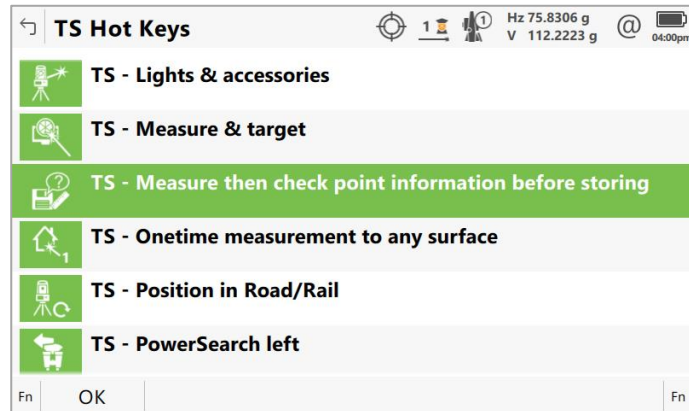 TS Hot Keys
1
1
Hz 75.8306 g
V 112.2223 g
@
04:00pm
TS - Lights & accessories
TS - Measure & target
TS - Measure then check point information before storing
TS - Onetime measurement to any surface
1
TS - Position in Road/Rail
TS - PowerSearch left
Fn OK Fn